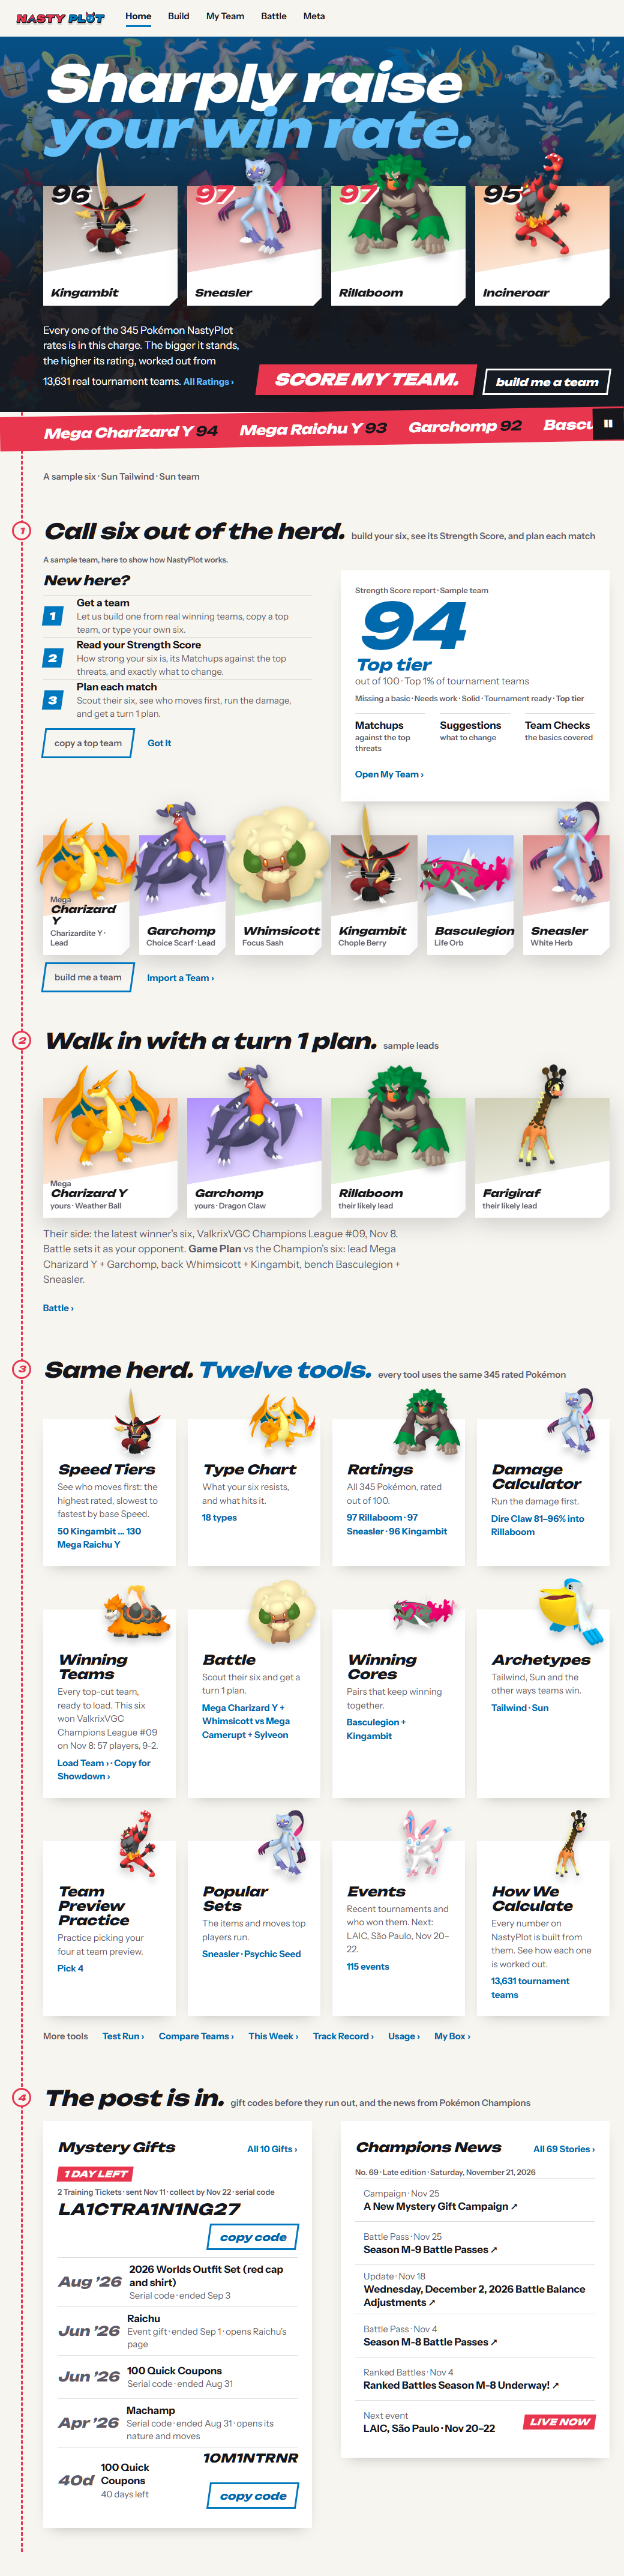 NASTY PLOT
Home
Build
My Team
Battle
Meta
Sharply raise
your win rate.
96
97
97
95
Kingambit
Sneasler
Rillaboom
Incineroar
Every one of the 345 Pokémon NastyPlot
rates is in this charge. The bigger it stands,
the higher its rating, worked out from
13,631 real tournament teams. All Ratings ›
SCORE MY TEAM.
build me a team
Mega Charizard Y 94
Mega Raichu Y 93
Garchomp 92
Bascu
A sample six · Sun Tailwind · Sun team
1
Call six out of the herd.
build your six, see its Strength Score, and plan each match
A sample team, here to show how NastyPlot works.
New here?
1
Get a team
Let us build one from real winning teams, copy a top
team, or type your own six.
2
Read your Strength Score
How strong your six is, its Matchups against the top
threats, and exactly what to change.
3
Plan each match
Scout their six, see who moves first, run the damage,
and get a turn 1 plan.
copy a top team
Got It
Strength Score report · Sample team
94
Top tier
out of 100 · Top 1% of tournament teams
Missing a basic · Needs work · Solid · Tournament ready · Top tier
Matchups
against the top
threats
Suggestions
what to change
Team Checks
the basics covered
Open My Team ›
Mega
Charizard
Y
Charizardite Y ·
Lead
Garchomp
Choice Scarf · Lead
Whimsicott
Focus Sash
Kingambit
Chople Berry
Basculegion
Life Orb
Sneasler
White Herb
build me a team
Import a Team ›
2
Walk in with a turn 1 plan.
sample leads
Mega
Charizard Y
yours · Weather Ball
Garchomp
yours · Dragon Claw
Rillaboom
their likely lead
Farigiraf
their likely lead
Their side: the latest winner's six, ValkrixVGC Champions League #09, Nov 8.
Battle sets it as your opponent. Game Plan vs the Champion's six: lead Mega
Charizard Y + Garchomp, back Whimsicott + Kingambit, bench Basculegion +
Sneasler.
Battle ›
3
Same herd. Twelve tools.
every tool uses the same 345 rated Pokémon
Speed Tiers
See who moves first: the
highest rated, slowest to
fastest by base Speed.
50 Kingambit ... 130
Mega Raichu Y
Type Chart
What your six resists,
and what hits it.
18 types
Ratings
All 345 Pokémon, rated
out of 100.
97 Rillaboom · 97
Sneasler · 96 Kingambit
Damage
Calculator
Run the damage first.
Dire Claw 81–96% into
Rillaboom
Winning
Teams
Every top-cut team,
ready to load. This six
won ValkrixVGC
Champions League #09
on Nov 8: 57 players, 9-2.
Load Team › · Copy for
Showdown ›
Battle
Scout their six and get a
turn 1 plan.
Mega Charizard Y +
Whimsicott vs Mega
Camerupt + Sylveon
Winning
Cores
Pairs that keep winning
together.
Basculegion +
Kingambit
Archetypes
Tailwind, Sun and the
other ways teams win.
Tailwind · Sun
Team
Preview
Practice
Practice picking your
four at team preview.
Pick 4
Popular
Sets
The items and moves top
players run.
Sneasler · Psychic Seed
Events
Recent tournaments and
who won them. Next:
LAIC, São Paulo, Nov 20–
22.
115 events
How We
Calculate
Every number on
NastyPlot is built from
them. See how each one
is worked out.
13,631 tournament
teams
More tools
Test Run ›
Compare Teams ›
This Week ›
Track Record ›
Usage ›
My Box ›
4
The post is in.
gift codes before they run out, and the news from Pokémon Champions
Mystery Gifts
All 10 Gifts ›
1 DAY LEFT
2 Training Tickets · sent Nov 11 · collect by Nov 22 · serial code
LA1CTRA1N1NG27
copy code
Aug '26
2026 Worlds Outfit Set (red cap
and shirt)
Serial code · ended Sep 3
Jun '26
Raichu
Event gift · ended Sep 1 · opens Raichu's
page
Jun '26
100 Quick Coupons
Serial code · ended Aug 31
Apr '26
Machamp
Serial code · ended Aug 31 · opens its
nature and moves
40d
100 Quick
Coupons
40 days left
10M1NTRNR
copy code
Champions News
All 69 Stories ›
No. 69 · Late edition · Saturday, November 21, 2026
Campaign · Nov 25
A New Mystery Gift Campaign ↗
Battle Pass · Nov 25
Season M-9 Battle Passes ↗
Update · Nov 18
Wednesday, December 2, 2026 Battle Balance
Adjustments ↗
Battle Pass · Nov 4
Season M-8 Battle Passes ↗
Ranked Battles · Nov 4
Ranked Battles Season M-8 Underway! ↗
Next event
LAIC, São Paulo · Nov 20–22
LIVE NOW